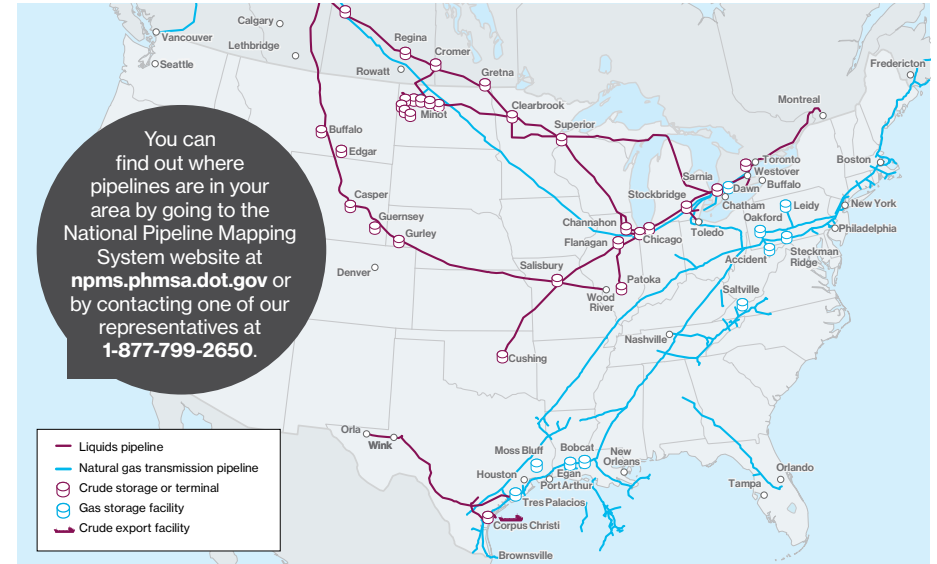 Calgary
Vancouver
Lethbridge
Seattle
Regina
Cromer
Rowatt
Gretna
Fredericton
Minot
Clearbrook
Superior
Montreal
You can
find out where
pipelines are in your
area by going to the
National Pipeline Mapping
System website at
npms.phmsa.dot.gov or
by contacting one of our
representatives at
1-877-799-2650.
Buffalo
Edgar
Casper
Guernsey
Gurley
Denver
Toronto
Westover
Buffalo
Boston
Sarnia
Dawn
Stockbridge
Chatham
Leidy
New York
Oakford
Channahon
Flanagan
Chicago
Toledo
Philadelphia
Accident
Steckman
Ridge
Salisbury
Patoka
Wood
River
Saltville
Nashville
Cushing
Orla
Wink
Moss Bluff
Bobcat
New
Orleans
Houston
Egan
Port Arthur
Orlando
Tampa
Tres Palacios
Corpus Christi
Brownsville
Liquids pipeline
Natural gas transmission pipeline
Crude storage or terminal
Gas storage facility
Crude export facility